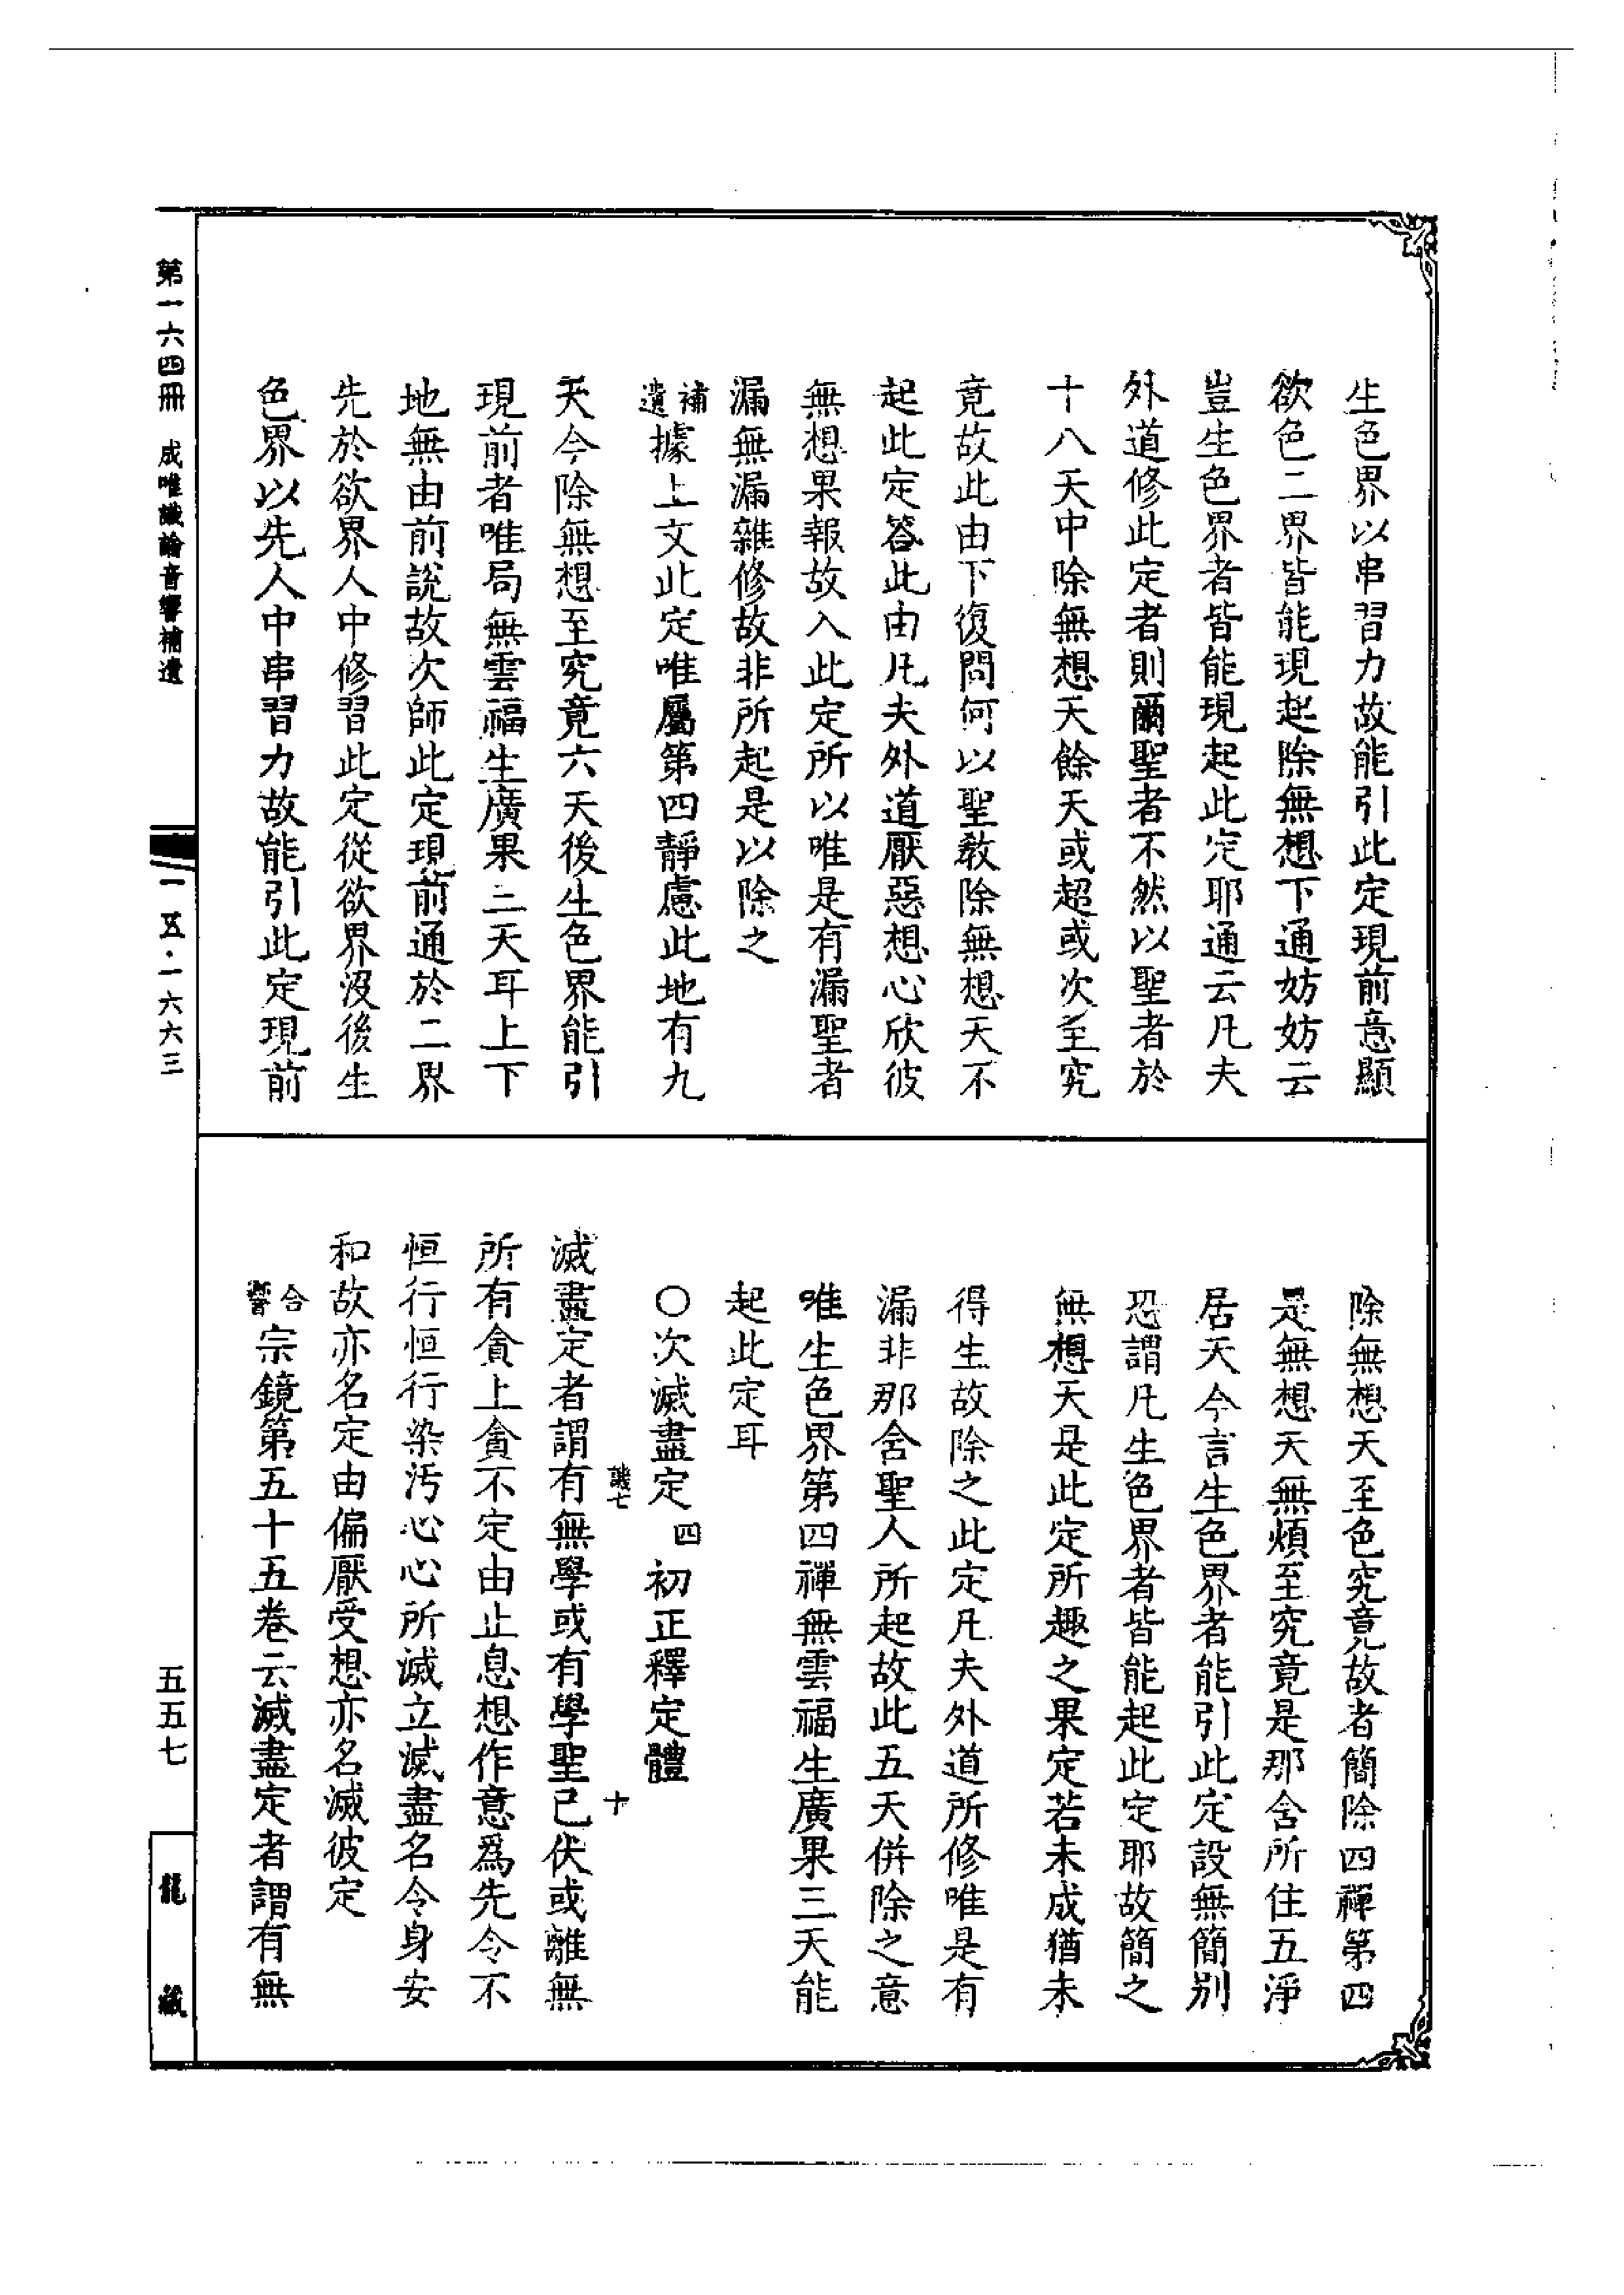 生色界以串習力故能引此定現前意顯
欲色二界皆能現起除無想下通妨妨云
豈生色界者皆能現起此定耶通云凡夫
外道修此定者則爾聖者不然以聖者於
十八天中除無想天餘天或超或次至究
竟故此由下復問何以聖教除無想天不
起此定答此由凡夫外道厭惡想心欣彼
無想果報故入此定所以唯是有漏聖者
漏無漏雜修故非所起是以除之
補遺據上文此定唯屬第四靜慮此地有九
天今除無想至究竟六天後生色界能引
現前者唯局無雲福生廣果三天耳上下
地無由前說故次師此定現前通於二界
先於欲界人中修習此定從欲界沒後生
色界以先人中串習力故能引此定現前
除無想天至色究竟故者簡除四禪第四
是無想天無煩至究竟是那含所住五淨
居天今言生色界者能引此定設無簡別
恐謂凡生色界者皆能起此定耶故簡之
無想天是此定所趣之果定若未成猶未
得生故除之此定凡夫外道所修唯是有
漏非那含聖人所起故此五天併除之意
唯生色界第四禪無雲福生廣果三天能
起此定耳
○次滅盡定四初正釋定體
譏七
十
滅盡定者謂有無學或有學聖已伏或離無
所有貪上貪不定由止息想作意爲先令不
恒行恒行染污心心所滅立滅盡名令身安
和故亦名定由偏厭受想亦名滅彼定
合響宗鏡第五十五卷云滅盡定者謂有無
第一六四冊 成唯識論音響補遺
一五·一六六三
五五七
龍藏